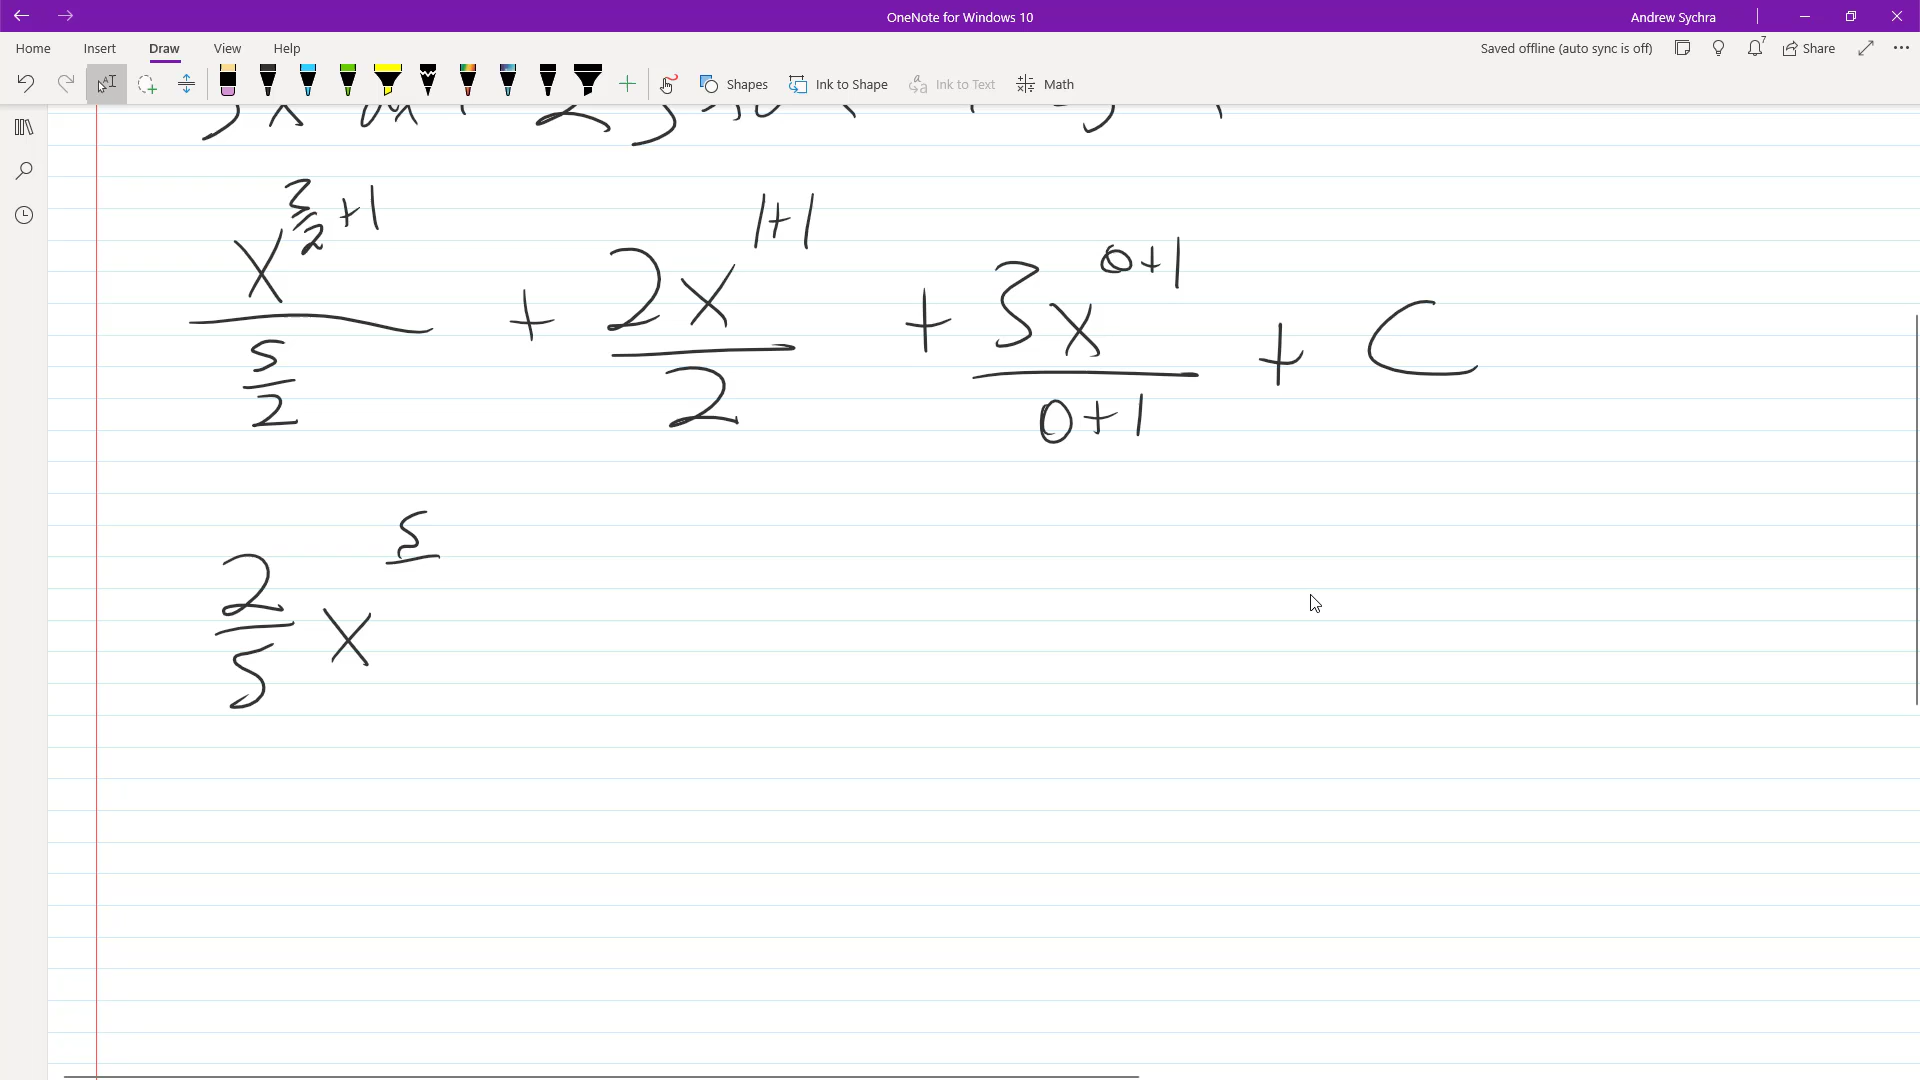 OneNote for Windows 10
Andrew Sychra
Home Insert Draw View Help
Saved offline (auto sync is off)
7
Share
Shapes
Ink to Shape
Ink to Text
Math
x^(3/2 + 1) / (5/2) + 2x^(1+1) / 2 + 3x^(0+1) / (0+1) + C
2/5 x^5